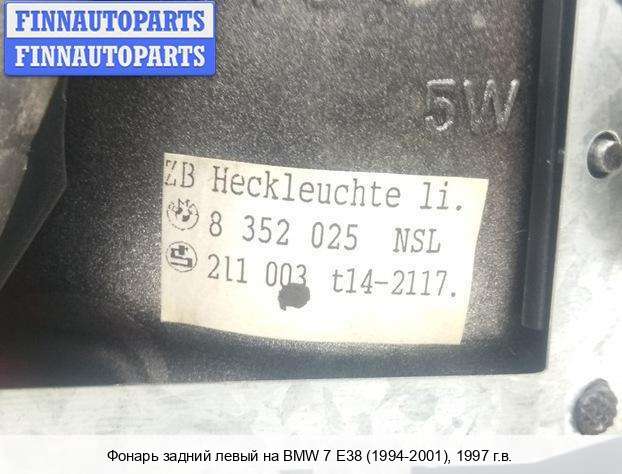 FINNAUTOPARTS
FINNAUTOPARTS
5W
ZB Heckleuchte li.
8 352 025 NSL
2l1 003 t14-2117.
Фонарь задний левый на BMW 7 E38 (1994-2001), 1997 г.в.